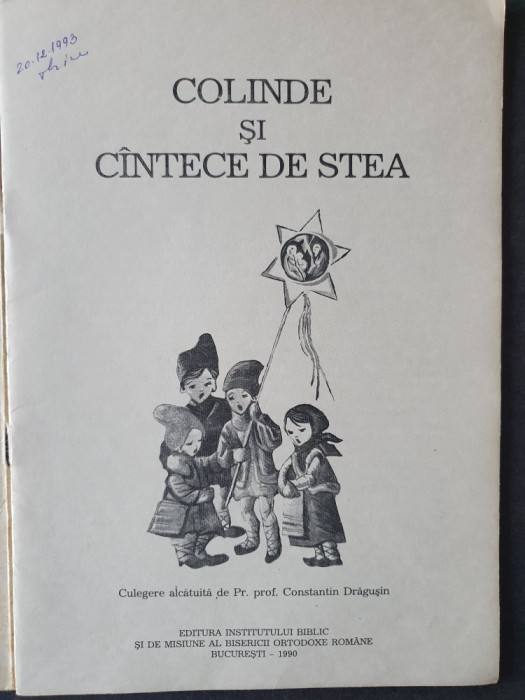 20.12.1993
COLINDE
ȘI
CÎNTECE DE STEA
Culegere alcătuită de Pr. prof. Constantin Drăgușin
EDITURA INSTITUTULUI BIBLIC
ȘI DE MISIUNE AL BISERICII ORTODOXE ROMÂNE
BUCUREȘTI – 1990